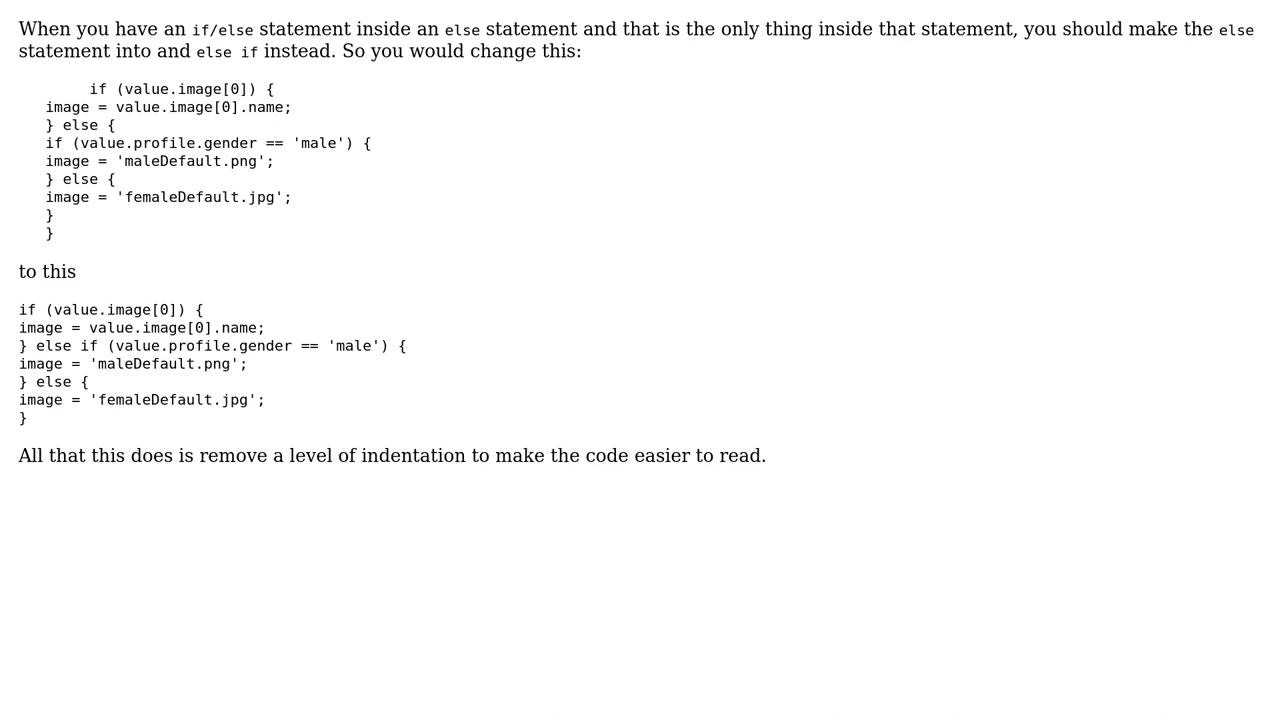 When you have an if/else statement inside an else statement and that is the only thing inside that statement, you should make the else
statement into and else if instead. So you would change this:
if (value.image[0]) {
image = value.image[0].name;
} else {
if (value.profile.gender == 'male') {
image = 'maleDefault.png';
} else {
image = 'femaleDefault.jpg';
}
}
to this
if (value.image[0]) {
image = value.image[0].name;
} else if (value.profile.gender == 'male') {
image = 'maleDefault.png';
} else {
image = 'femaleDefault.jpg';
}
All that this does is remove a level of indentation to make the code easier to read.